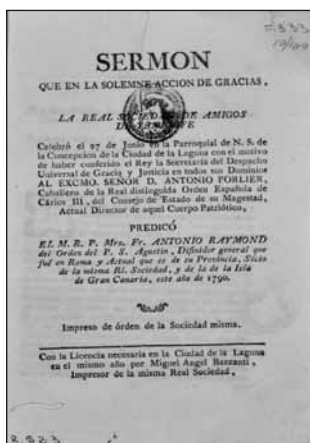 F-333
SERMON
QUE EN LA SOLEMNE ACCION DE GRACIAS,
LA REAL DE AMIGOS
Celebró el 27 de Junio en la Parroquial de N. S. de
la Concepcion de la Ciudad de la Laguna con el motivo
de haber conferido el Rey la Secretaría del Despacho
Universal de Gracia y Justicia en todos sus Dominios
AL EXCMO. SEÑOR D. ANTONIO PORLIER,
Caballero de la Real distinguida Orden Española de
Cárlos III, del Consejo de Estado de su Magestad,
Actual Director de aquel Cuerpo Patriótico,
PREDICÓ
EL M. R. P. Mro. Fr. ANTONIO RAYMOND
del Orden del P. S. Agustin, Difinidor general que
fué en Roma y Actual que es de su Provincia, Socio
de la misma Rl. Sociedad, y de la de la Isla
de Gran Canaria, este año de 1790.
Impreso de órden de la Sociedad misma.
Con la Licencia necesaria en la Ciudad de la Laguna
en el mismo año por Miguel Angel Bazzanti,
Impresor de la misma Real Sociedad,